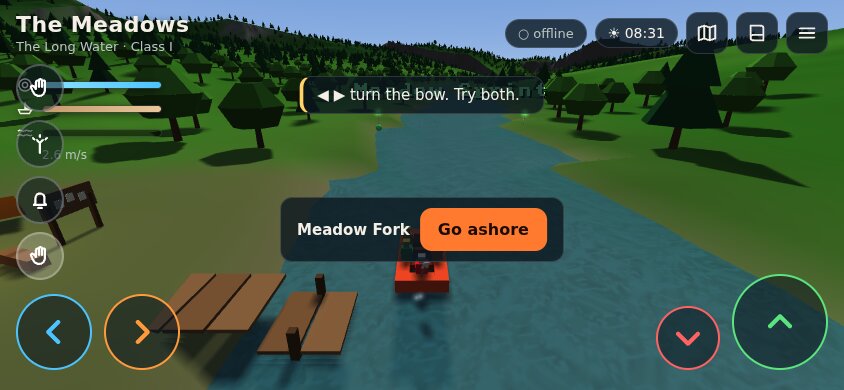 The Meadows
The Long Water · Class I
offline
08:31
◀ ▶ turn the bow. Try both.
2.6 m/s
Meadow Fork
Go ashore